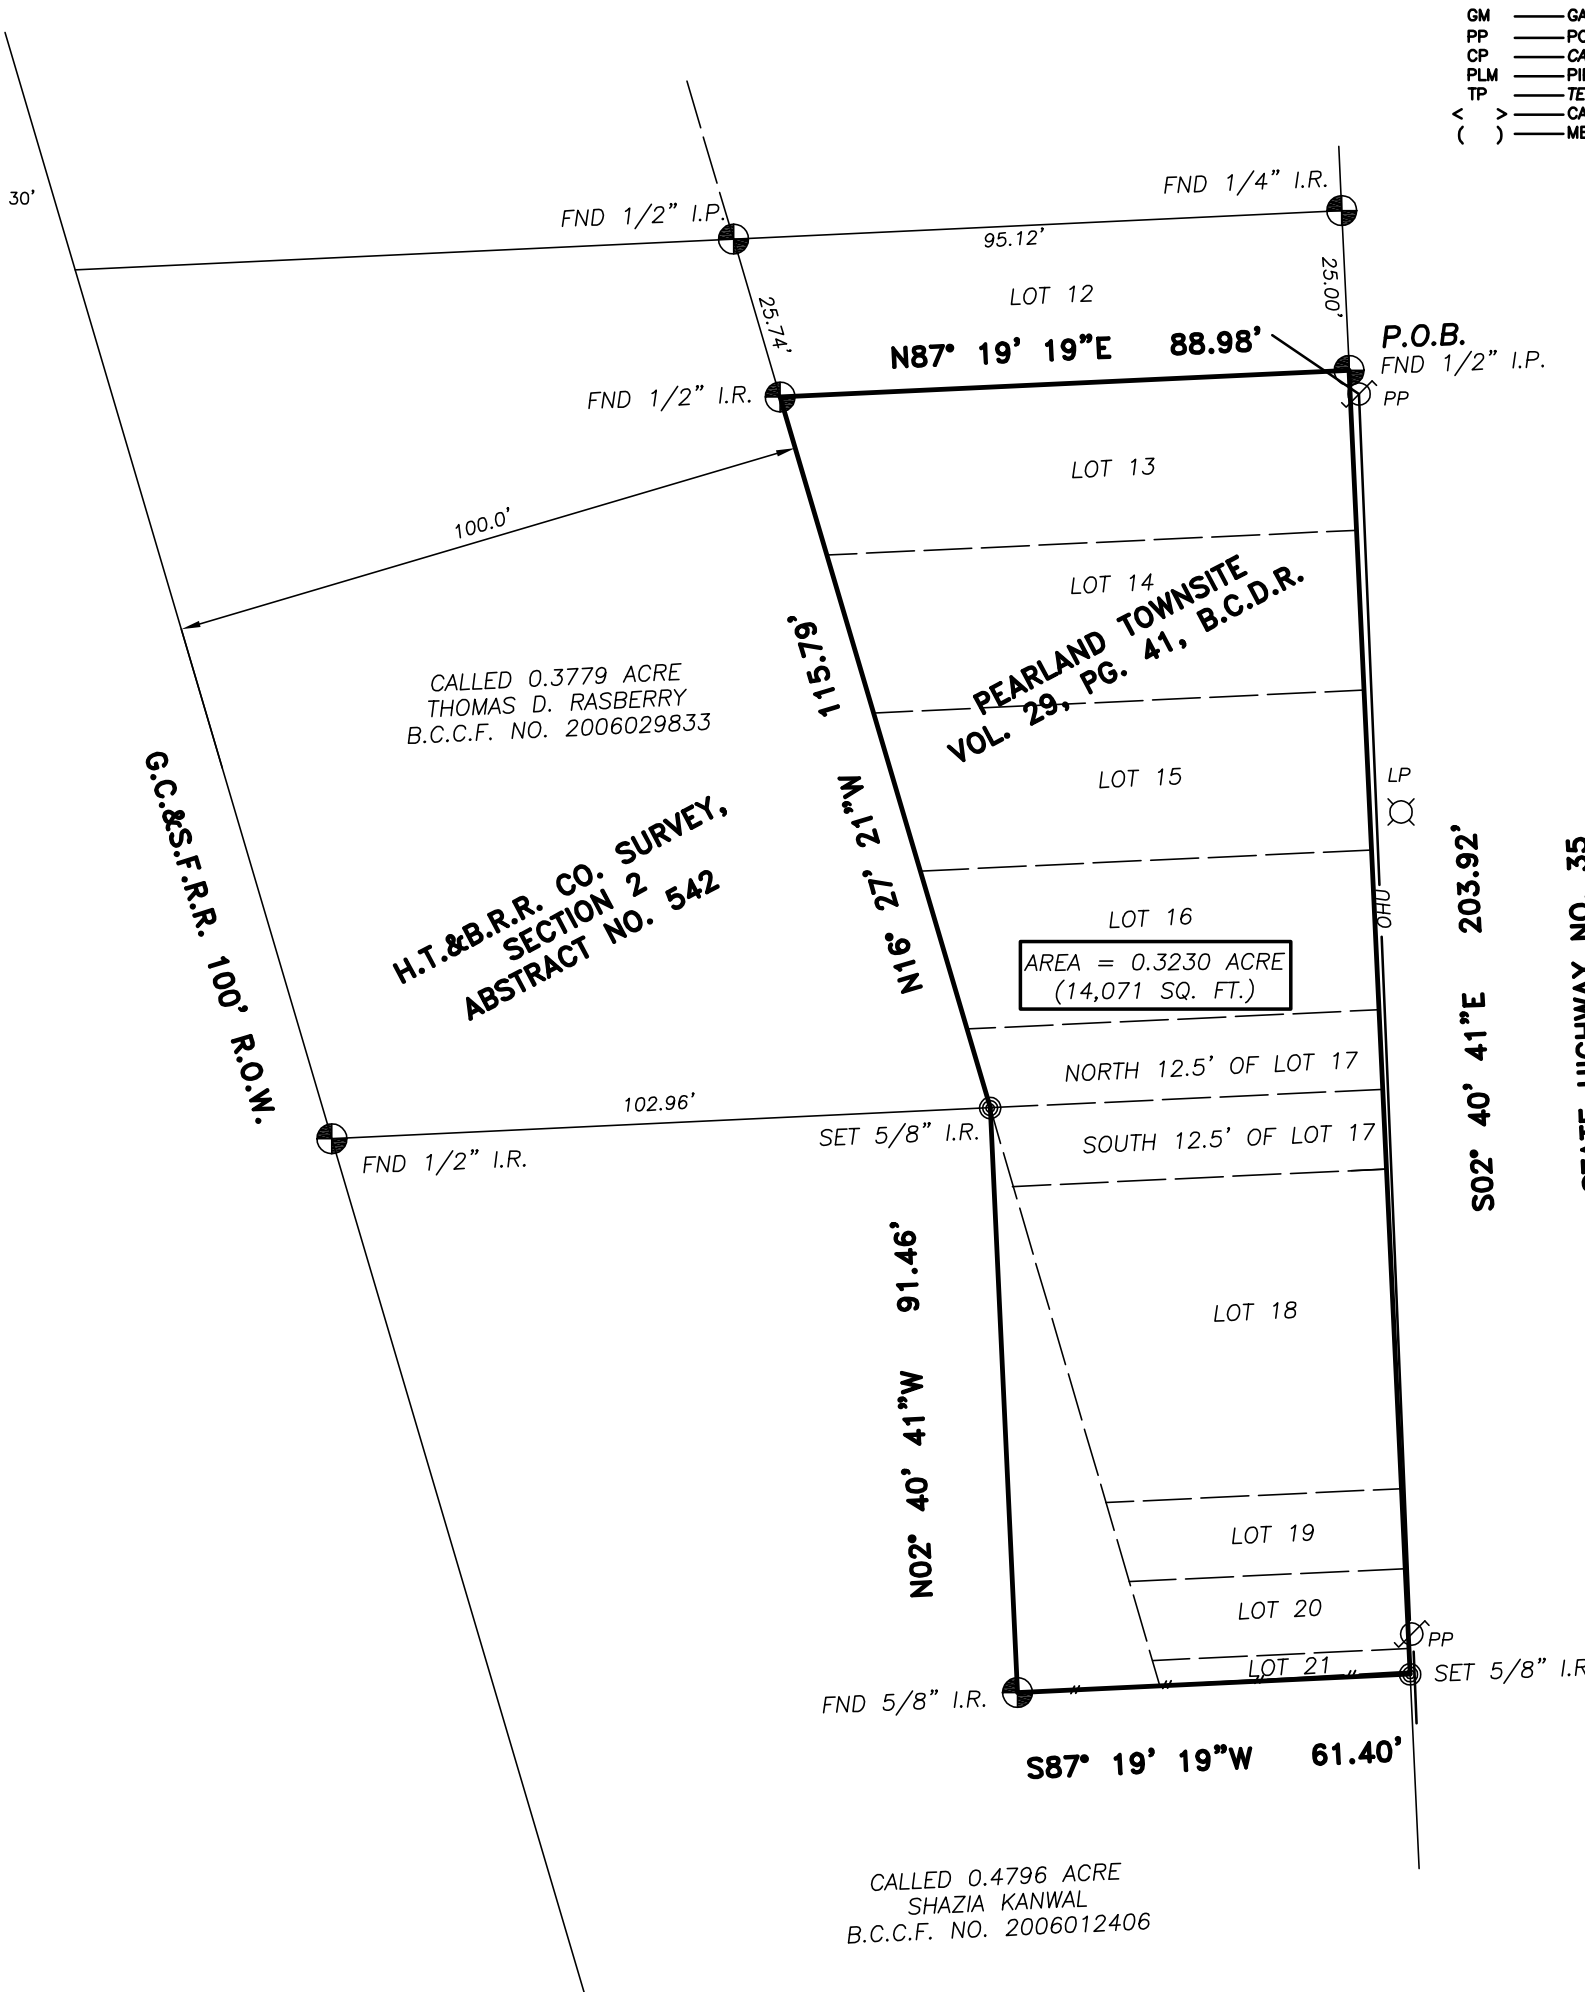 GM
PP
CP
PLM
TP
< >
( )
30'
FND 1/4" I.R.
FND 1/2" I.P.
95.12'
25.00'
LOT 12
25.74'
N87° 19' 19"E 88.98'
P.O.B.
FND 1/2" I.P.
FND 1/2" I.R.
PP
LOT 13
100.0'
LOT 14
PEARLAND TOWNSITE
VOL. 29, PG. 41, B.C.D.R.
N16° 27' 21"W 115.79'
CALLED 0.3779 ACRE
THOMAS D. RASBERRY
B.C.C.F. NO. 2006029833
LOT 15
LP
G.C.&S.F.R.R. 100' R.O.W.
H.T.&B.R.R. CO. SURVEY,
SECTION 2
ABSTRACT NO. 542
OHU
S02° 40' 41"E 203.92'
STATE HIGHWAY NO. 35
LOT 16
AREA = 0.3230 ACRE
(14,071 SQ. FT.)
NORTH 12.5' OF LOT 17
102.96'
SET 5/8" I.R.
SOUTH 12.5' OF LOT 17
FND 1/2" I.R.
N02° 40' 41"W 91.46'
LOT 18
LOT 19
LOT 20
PP
LOT 21
SET 5/8" I.R
FND 5/8" I.R.
S87° 19' 19"W 61.40'
CALLED 0.4796 ACRE
SHAZIA KANWAL
B.C.C.F. NO. 2006012406